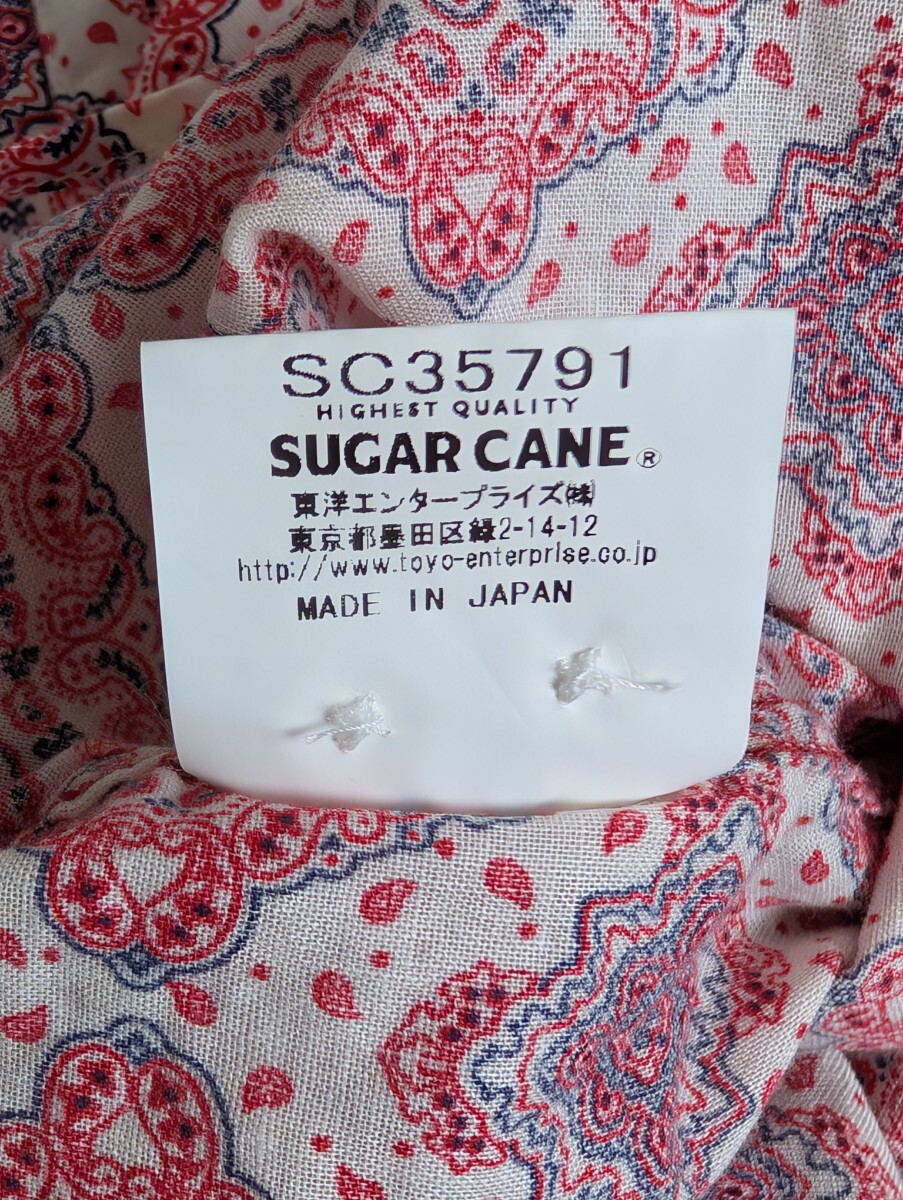 SC35791
HIGHEST QUALITY
SUGAR CANE®
東洋エンタープライズ㈱
東京都墨田区緑2-14-12
http://www.toyo-enterprise.co.jp
MADE IN JAPAN